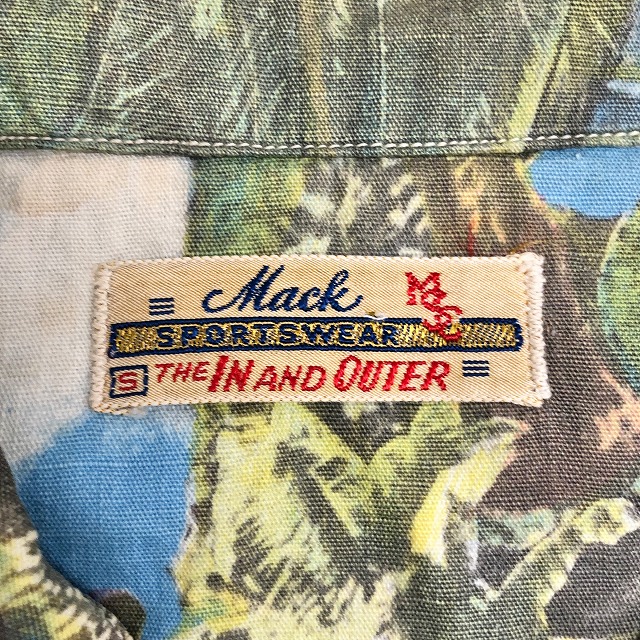 Mack MSC
SPORTSWEAR
S THE IN AND OUTER